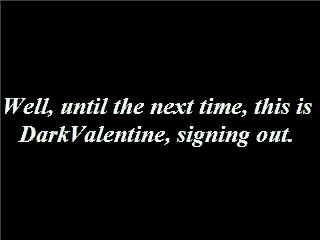 Well, until the next time, this is
DarkValentine, signing out.